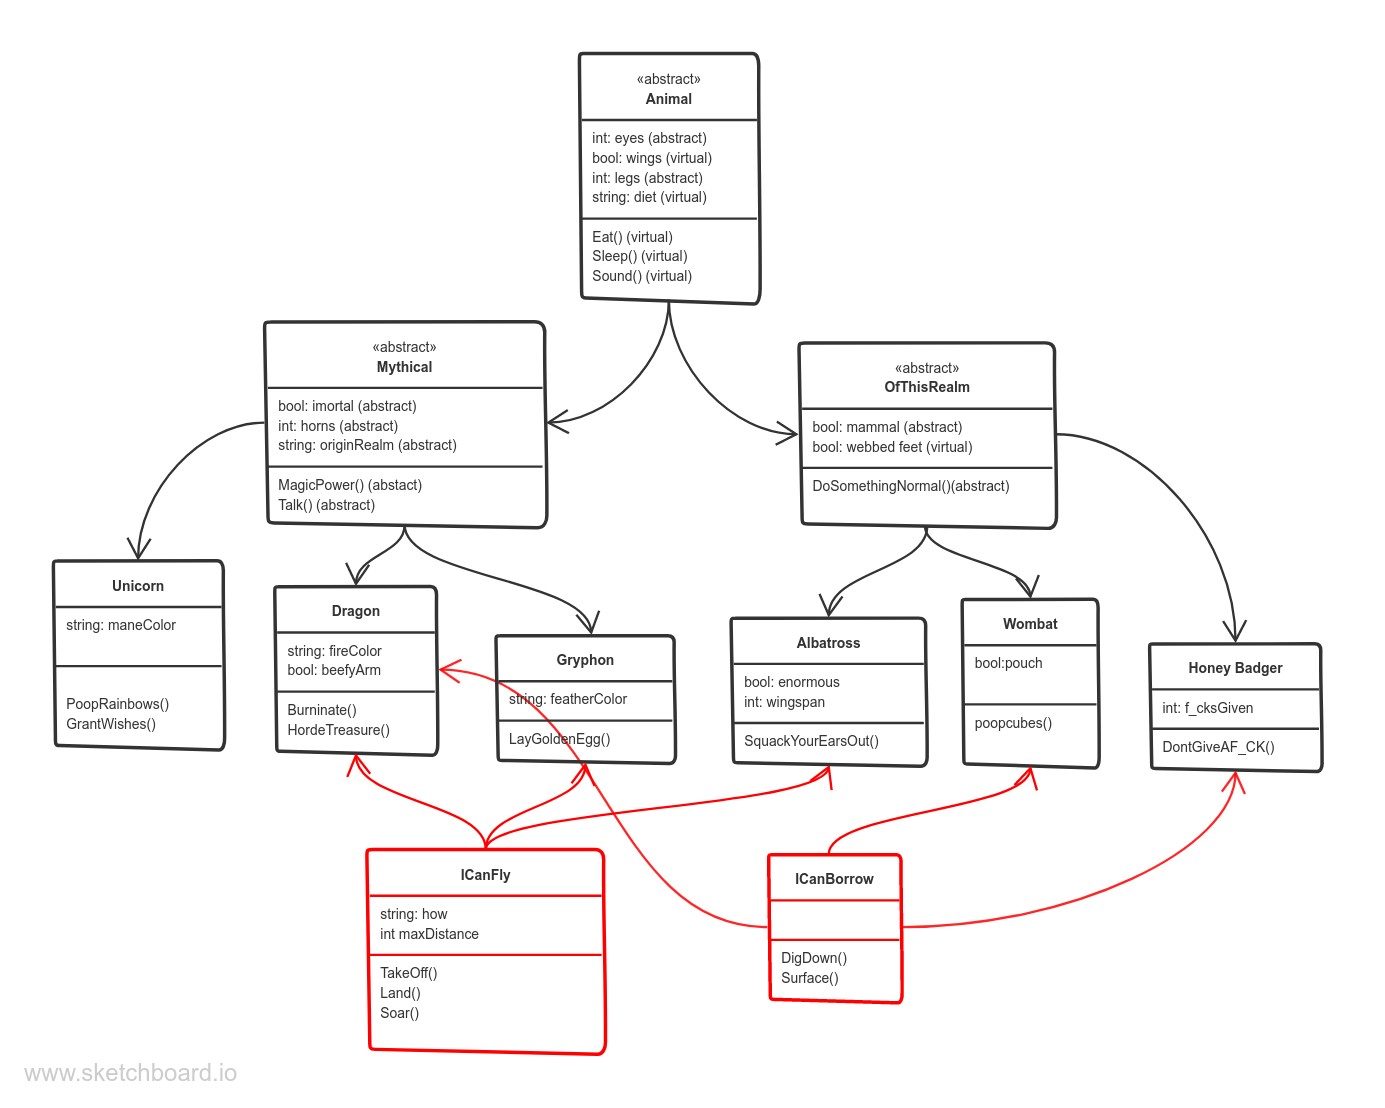 «abstract»
Animal
int: eyes (abstract)
bool: wings (virtual)
int: legs (abstract)
string: diet (virtual)
Eat() (virtual)
Sleep() (virtual)
Sound() (virtual)
«abstract»
Mythical
bool: imortal (abstract)
int: horns (abstract)
string: originRealm (abstract)
MagicPower() (abstact)
Talk() (abstract)
«abstract»
OfThisRealm
bool: mammal (abstract)
bool: webbed feet (virtual)
DoSomethingNormal()(abstract)
Unicorn
string: maneColor
PoopRainbows()
GrantWishes()
Dragon
string: fireColor
bool: beefyArm
Burninate()
HordeTreasure()
Gryphon
string: featherColor
LayGoldenEgg()
Albatross
bool: enormous
int: wingspan
SquackYourEarsOut()
Wombat
bool:pouch
poopcubes()
Honey Badger
int: f_cksGiven
DontGiveAF_CK()
ICanFly
string: how
int maxDistance
TakeOff()
Land()
Soar()
ICanBorrow
DigDown()
Surface()
www.sketchboard.io